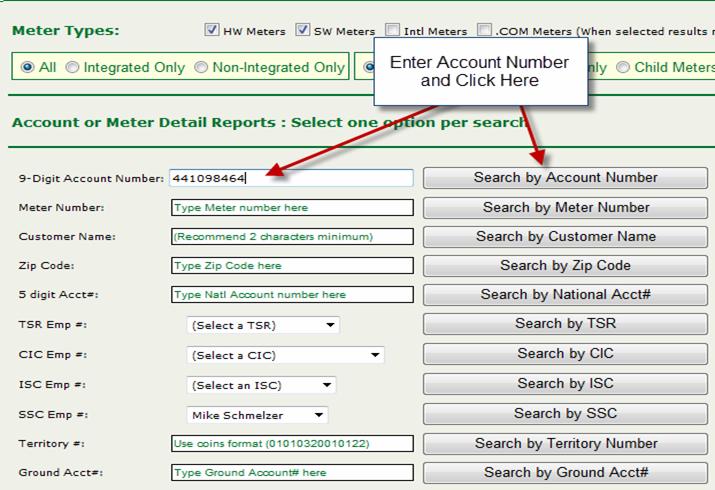 Meter Types: HW Meters SW Meters Intl Meters .COM Meters (When selected results
All Integrated Only Non-Integrated Only Child Meters
Enter Account Number
and Click Here
Account or Meter Detail Reports : Select one option per search
9-Digit Account Number: 441098464 Search by Account Number
Meter Number: Type Meter number here Search by Meter Number
Customer Name: (Recommend 2 characters minimum) Search by Customer Name
Zip Code: Type Zip Code here Search by Zip Code
5 digit Acct#: Type Natl Account number here Search by National Acct#
TSR Emp #: (Select a TSR) Search by TSR
CIC Emp #: (Select a CIC) Search by CIC
ISC Emp #: (Select an ISC) Search by ISC
SSC Emp #: Mike Schmelzer Search by SSC
Territory #: Use coins format (01010320010122) Search by Territory Number
Ground Acct#: Type Ground Account# here Search by Ground Acct#